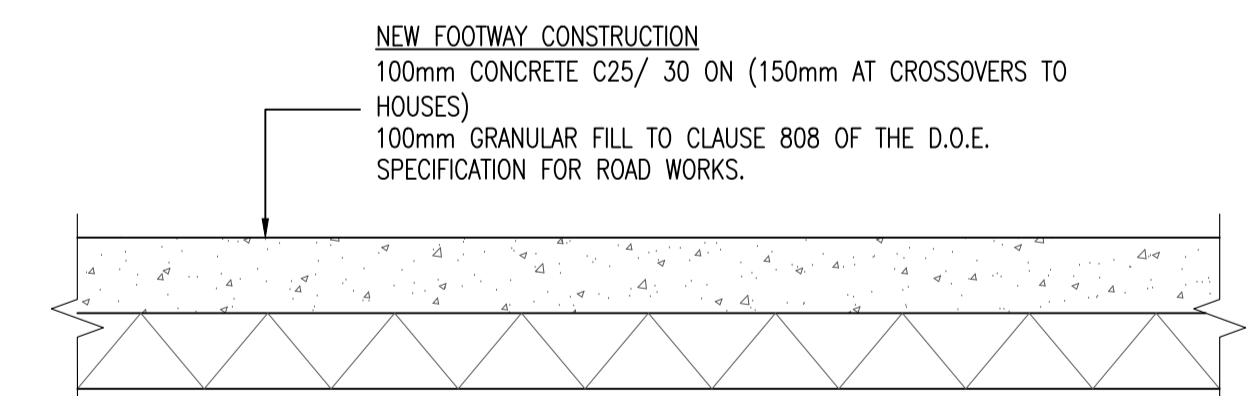 NEW FOOTWAY CONSTRUCTION
100mm CONCRETE C25/ 30 ON (150mm AT CROSSOVERS TO
HOUSES)
100mm GRANULAR FILL TO CLAUSE 808 OF THE D.O.E.
SPECIFICATION FOR ROAD WORKS.